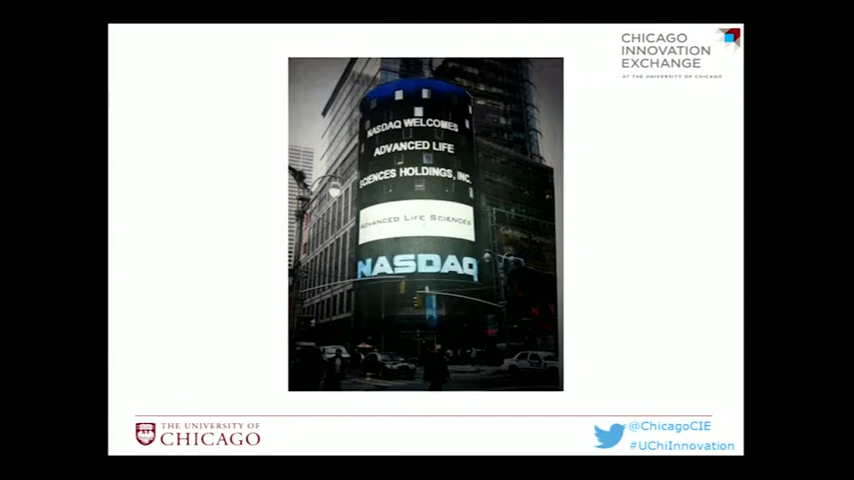 CHICAGO
INNOVATION
EXCHANGE
AT THE UNIVERSITY OF CHICAGO
NASDAQ WELCOMES
ADVANCED LIFE
SCIENCES HOLDINGS, INC.
ADVANCED LIFE SCIENCES
NASDAQ
THE UNIVERSITY OF
CHICAGO
@ChicagoCIE
#UChiInnovation